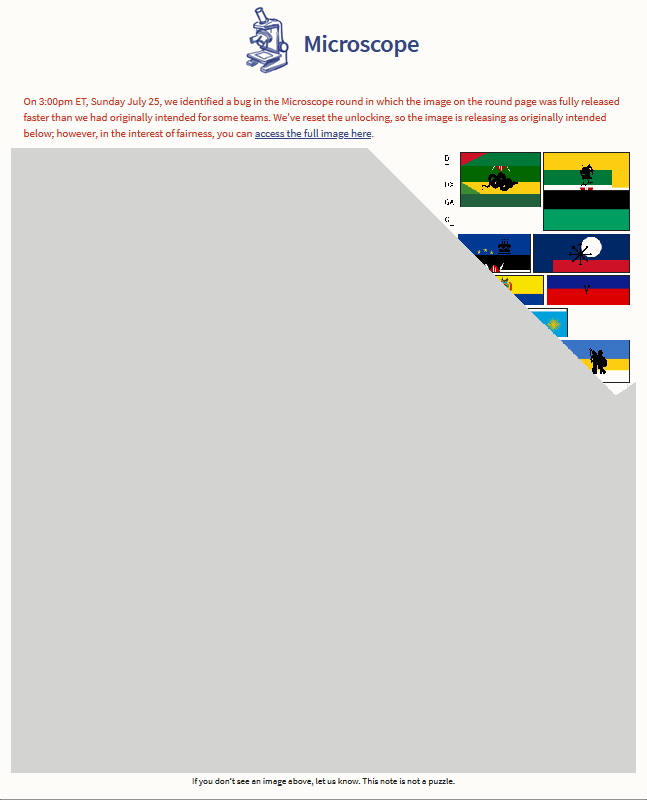 Microscope
On 3:00pm ET, Sunday July 25, we identified a bug in the Microscope round in which the image on the round page was fully released
faster than we had originally intended for some teams. We've reset the unlocking, so the image is releasing as originally intended
below; however, in the interest of fairness, you can access the full image here.
If you don't see an image above, let us know. This note is not a puzzle.